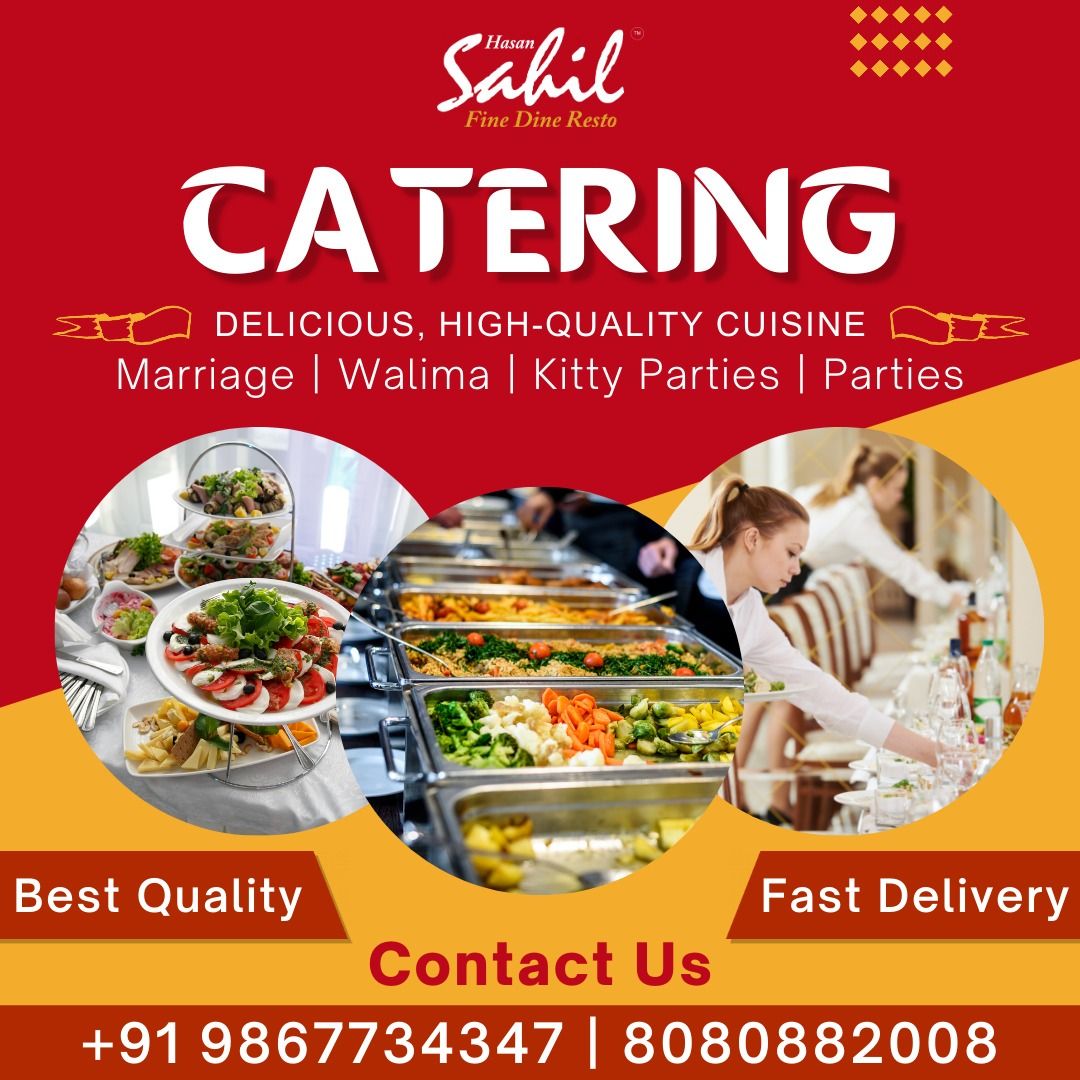 Hasan
Sahil
TM
Fine Dine Resto
CATERING
DELICIOUS, HIGH-QUALITY CUISINE
Marriage | Walima | Kitty Parties | Parties
Best Quality
Fast Delivery
Contact Us
+91 9867734347 | 8080882008